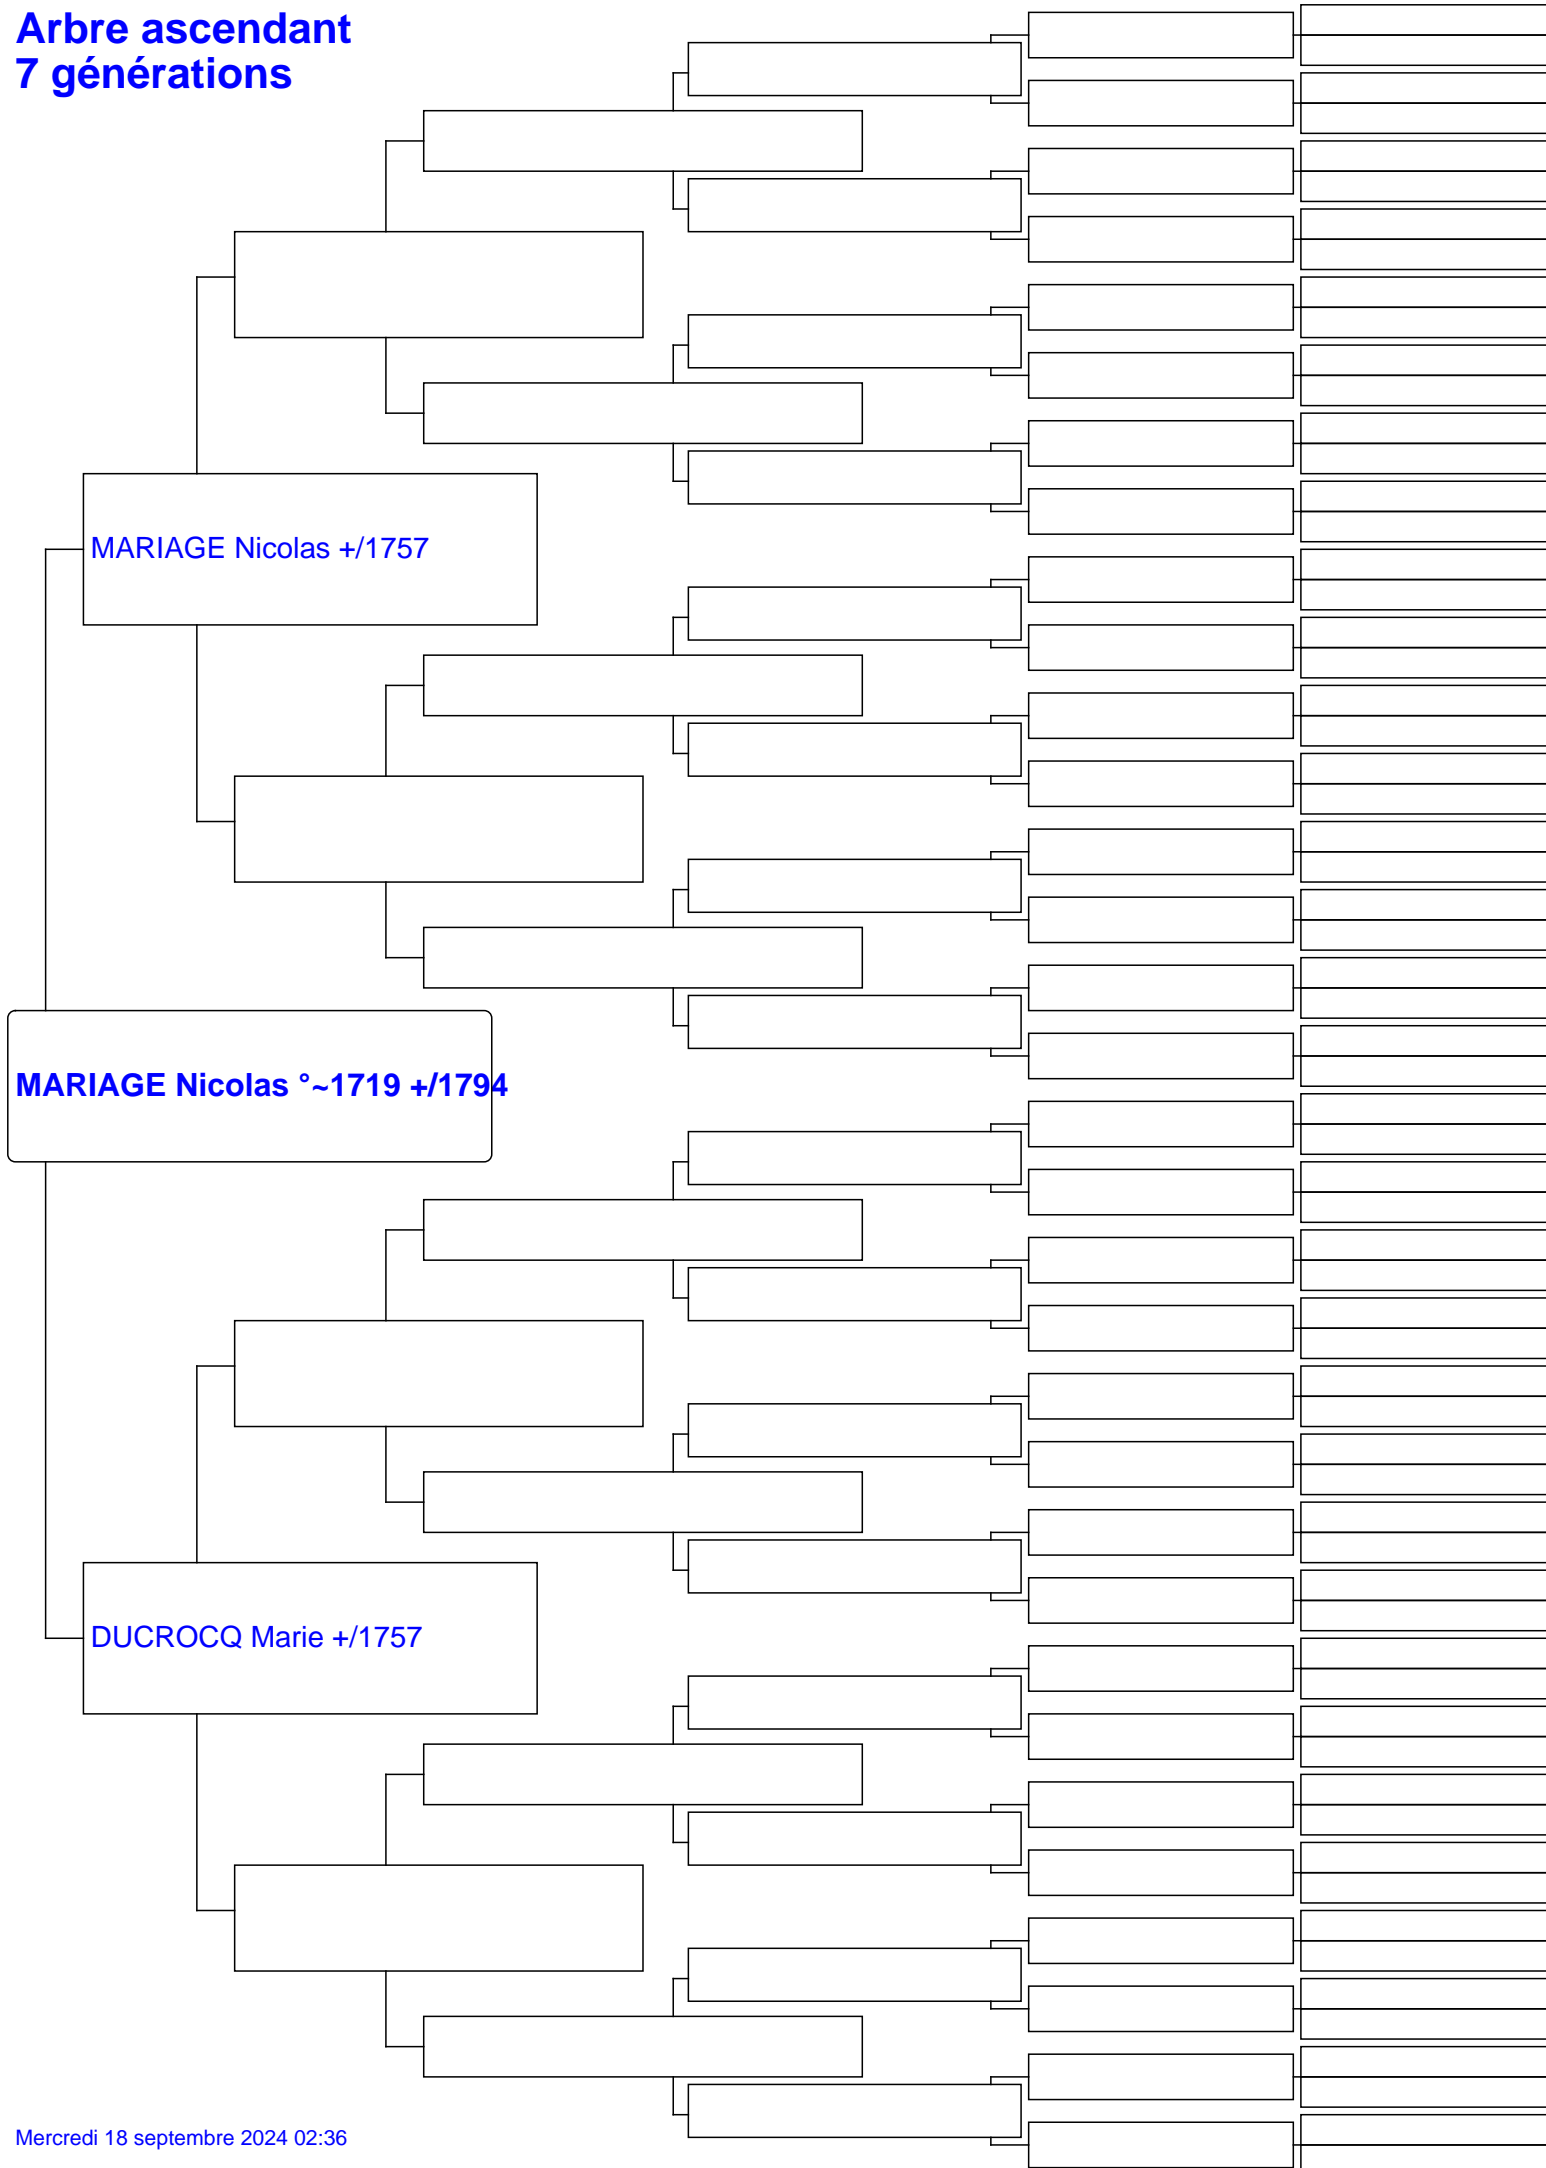 Arbre ascendant
7 générations
MARIAGE Nicolas +/1757
MARIAGE Nicolas °~1719 +/1794
DUCROCQ Marie +/1757
Mercredi 18 septembre 2024 02:36